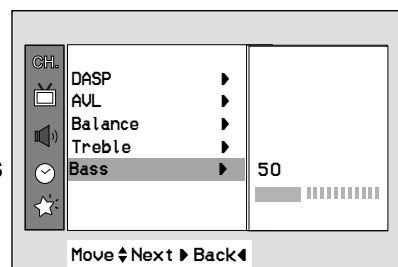 CH.
DASP ▶
AVL ▶
Balance ▶
Treble ▶
Bass ▶ 50
Move ▲▼ Next ▶ Back ◀